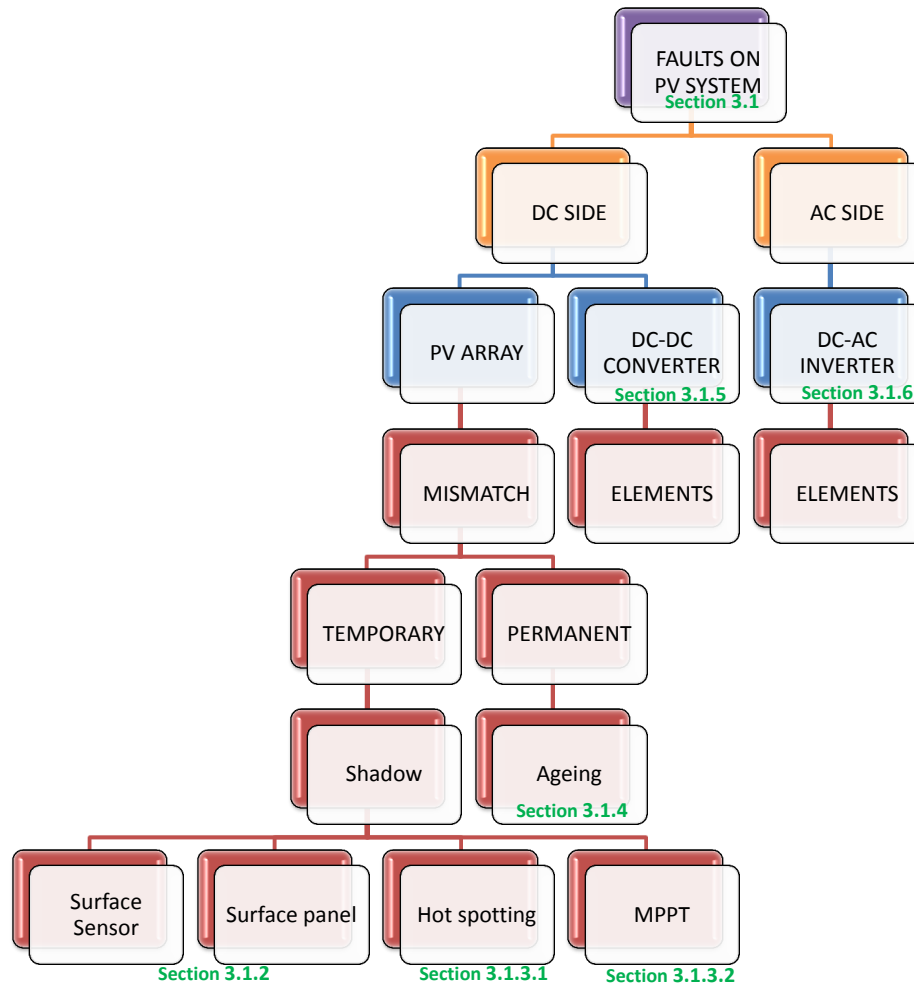 FAULTS ON
PV SYSTEM
Section 3.1
DC SIDE
AC SIDE
PV ARRAY
DC-DC
CONVERTER
Section 3.1.5
DC-AC
INVERTER
Section 3.1.6
MISMATCH
ELEMENTS
ELEMENTS
TEMPORARY
PERMANENT
Shadow
Ageing
Section 3.1.4
Surface
Sensor
Surface panel
Hot spotting
MPPT
Section 3.1.2
Section 3.1.3.1
Section 3.1.3.2